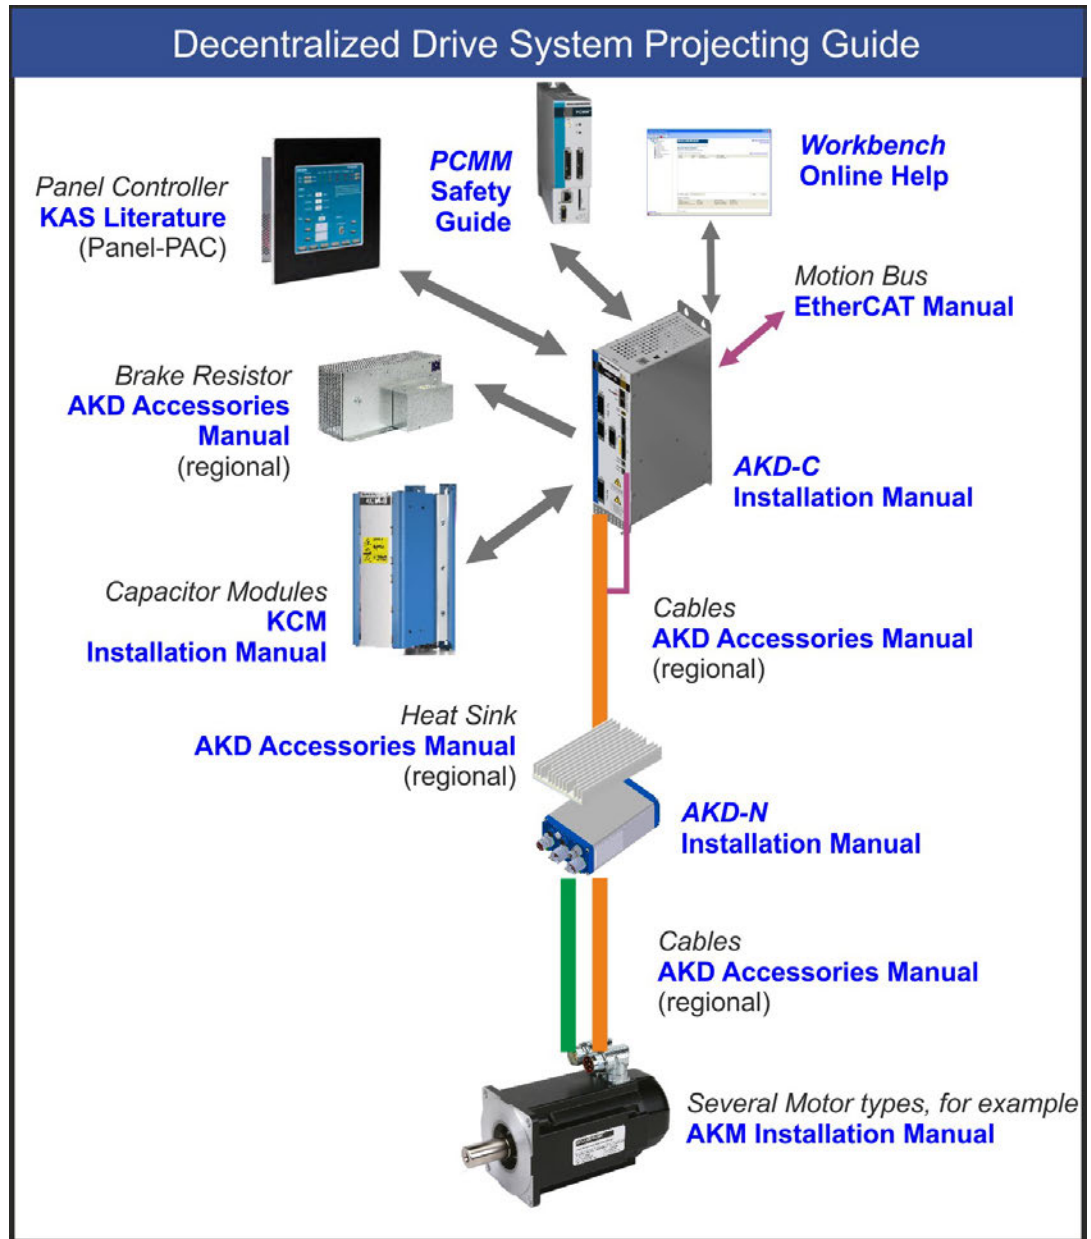 Decentralized Drive System Projecting Guide
Panel Controller
KAS Literature
(Panel-PAC)
PCMM
Safety
Guide
Workbench
Online Help
Motion Bus
EtherCAT Manual
Brake Resistor
AKD Accessories
Manual
(regional)
AKD-C
Installation Manual
Capacitor Modules
KCM
Installation Manual
Cables
AKD Accessories Manual
(regional)
Heat Sink
AKD Accessories Manual
(regional)
AKD-N
Installation Manual
Cables
AKD Accessories Manual
(regional)
Several Motor types, for example
AKM Installation Manual